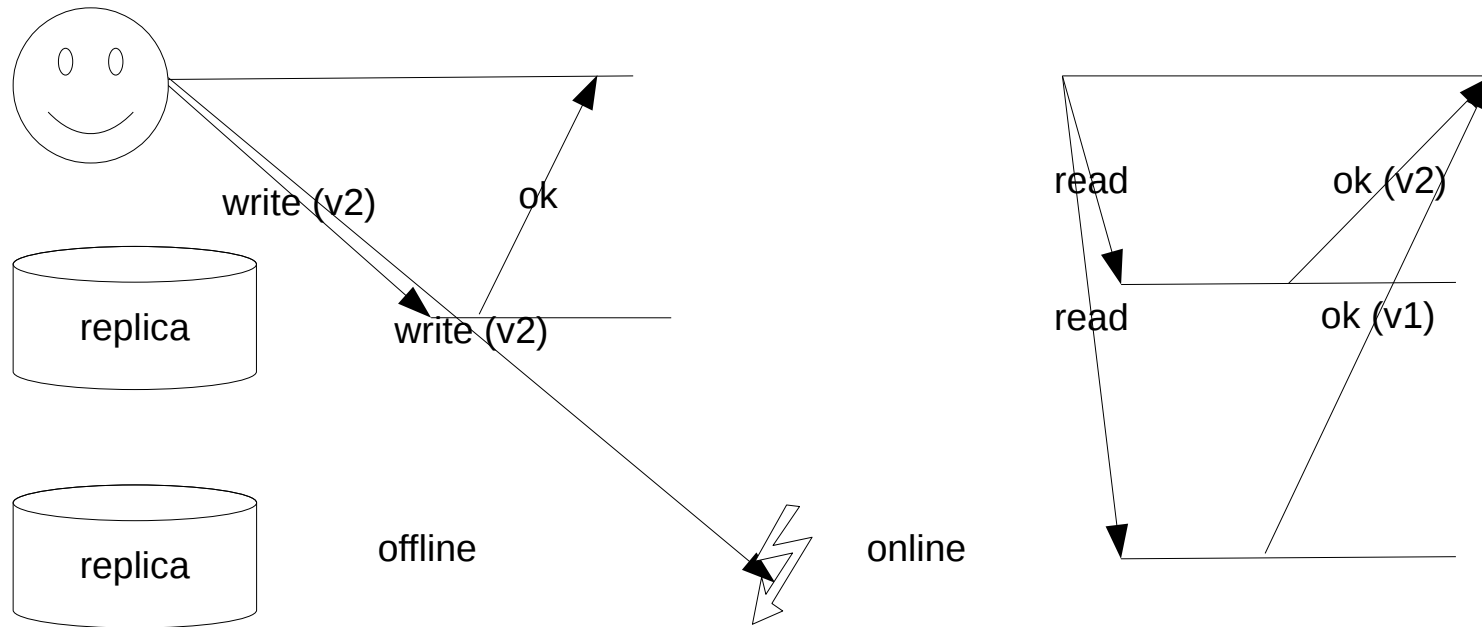 write (v2)
ok
read
ok (v2)
replica
write (v2)
read
ok (v1)
replica
offline
online